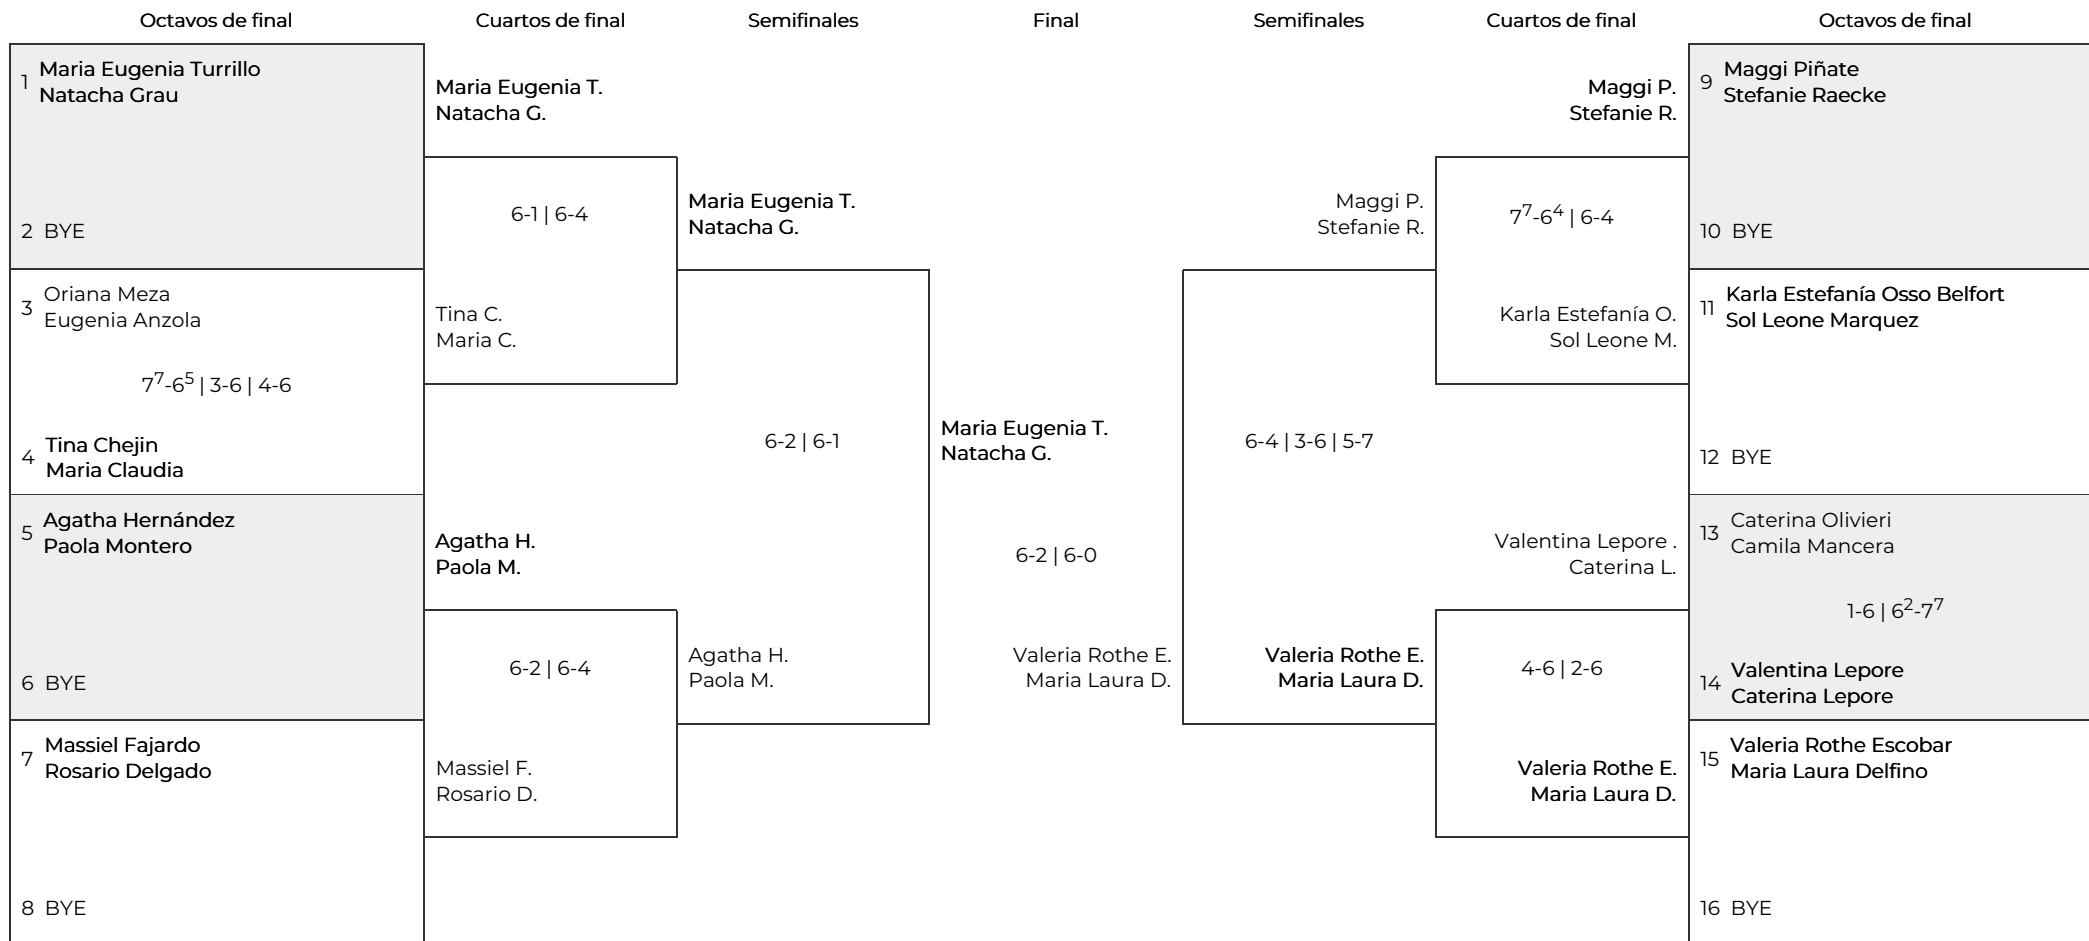 Octavos de final
Cuartos de final
Semifinales
Final
Semifinales
Cuartos de final
Octavos de final
1 Maria Eugenia Turrillo
Natacha Grau
2 BYE
3 Oriana Meza
Eugenia Anzola
7⁷-6⁵ | 3-6 | 4-6
4 Tina Chejin
Maria Claudia
5 Agatha Hernández
Paola Montero
6 BYE
7 Massiel Fajardo
Rosario Delgado
8 BYE
Maria Eugenia T.
Natacha G.
6-1 | 6-4
Tina C.
Maria C.
Agatha H.
Paola M.
6-2 | 6-4
Massiel F.
Rosario D.
Maria Eugenia T.
Natacha G.
6-2 | 6-1
Agatha H.
Paola M.
Maria Eugenia T.
Natacha G.
6-2 | 6-0
Valeria Rothe E.
Maria Laura D.
Maggi P.
Stefanie R.
6-4 | 3-6 | 5-7
Valeria Rothe E.
Maria Laura D.
Maggi P.
Stefanie R.
7⁷-6⁴ | 6-4
Karla Estefanía O.
Sol Leone M.
Valentina Lepore .
Caterina L.
4-6 | 2-6
Valeria Rothe E.
Maria Laura D.
9 Maggi Piñate
Stefanie Raecke
10 BYE
11 Karla Estefanía Osso Belfort
Sol Leone Marquez
12 BYE
13 Caterina Olivieri
Camila Mancera
1-6 | 6²-7⁷
14 Valentina Lepore
Caterina Lepore
15 Valeria Rothe Escobar
Maria Laura Delfino
16 BYE